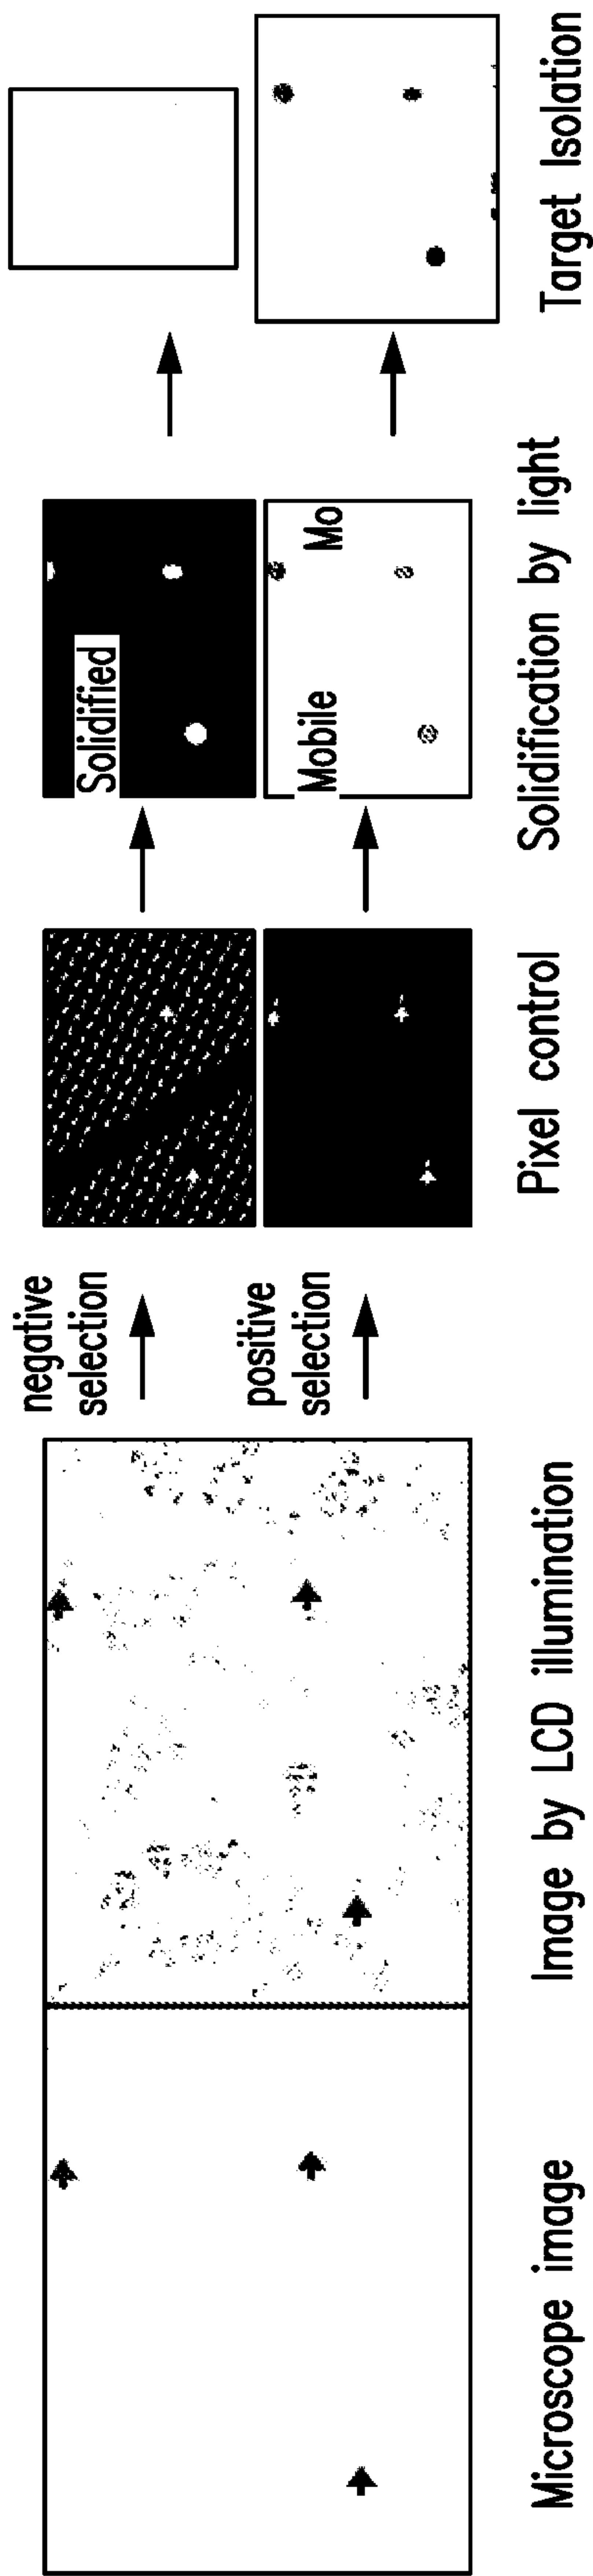 negative
selection
positive
selection
Solidified
Mobile
Mo
Microscope image
Image by LCD illumination
Pixel control
Solidification by light
Target Isolation